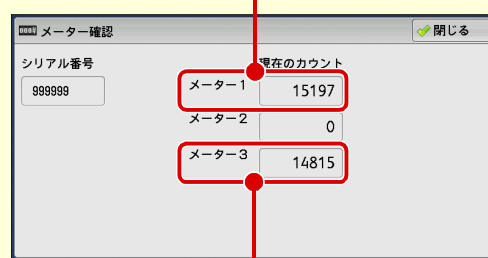 メーター確認
閉じる
シリアル番号
現在のカウント
999999
メーター1
15197
メーター2
0
メーター3
14815